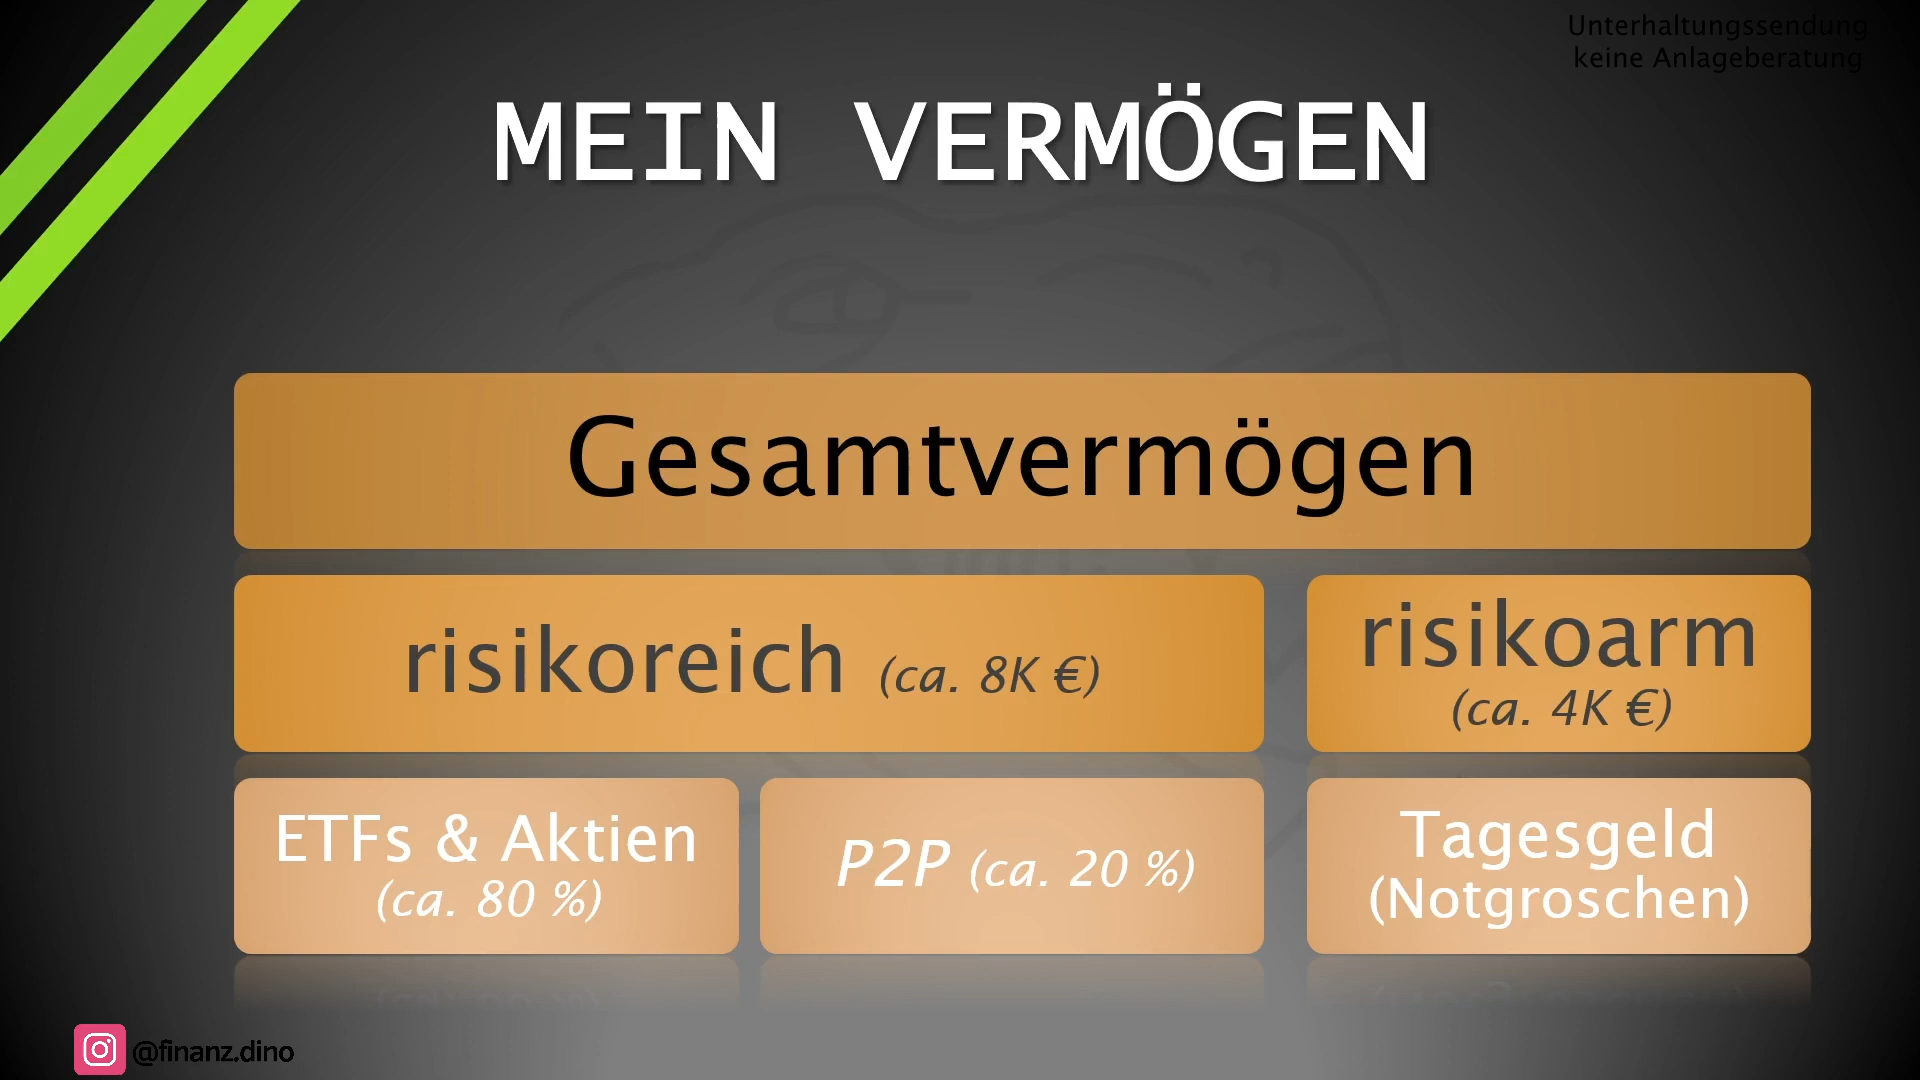 Unterhaltungssendung
keine Anlageberatung
MEIN VERMÖGEN
Gesamtvermögen
risikoreich (ca. 8K €)
risikoarm
(ca. 4K €)
ETFs & Aktien
(ca. 80 %)
P2P (ca. 20 %)
Tagesgeld
(Notgroschen)
@finanz.dino